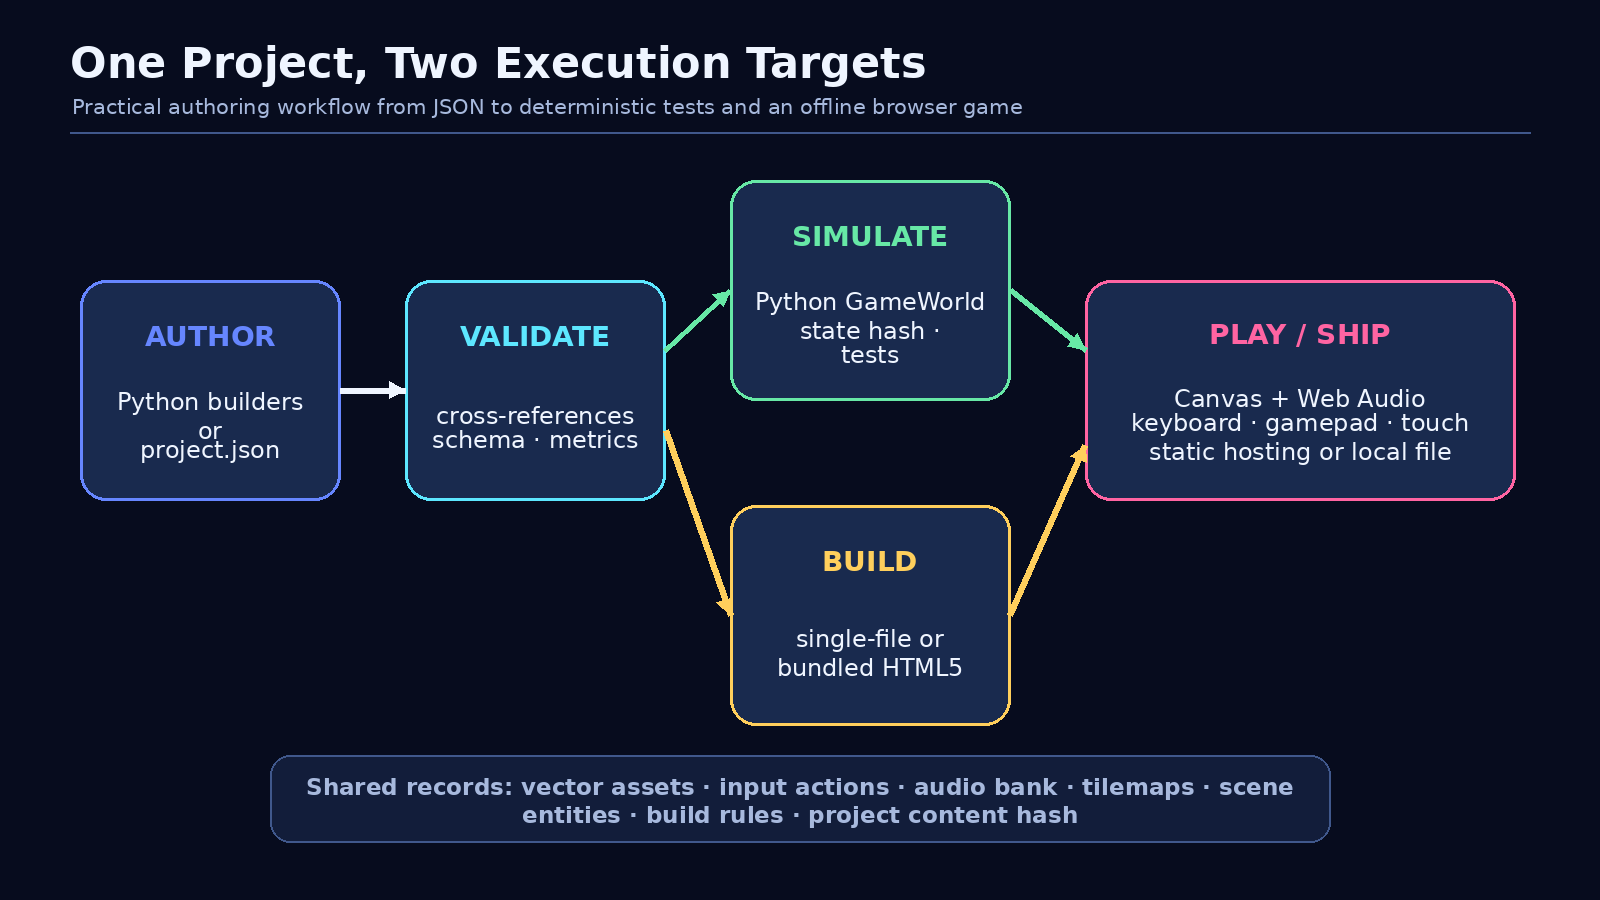 One Project, Two Execution Targets
Practical authoring workflow from JSON to deterministic tests and an offline browser game
AUTHOR
Python builders
or
project.json
VALIDATE
cross-references
schema · metrics
SIMULATE
Python GameWorld
state hash ·
tests
BUILD
single-file or
bundled HTML5
PLAY / SHIP
Canvas + Web Audio
keyboard · gamepad · touch
static hosting or local file
Shared records: vector assets · input actions · audio bank · tilemaps · scene
entities · build rules · project content hash